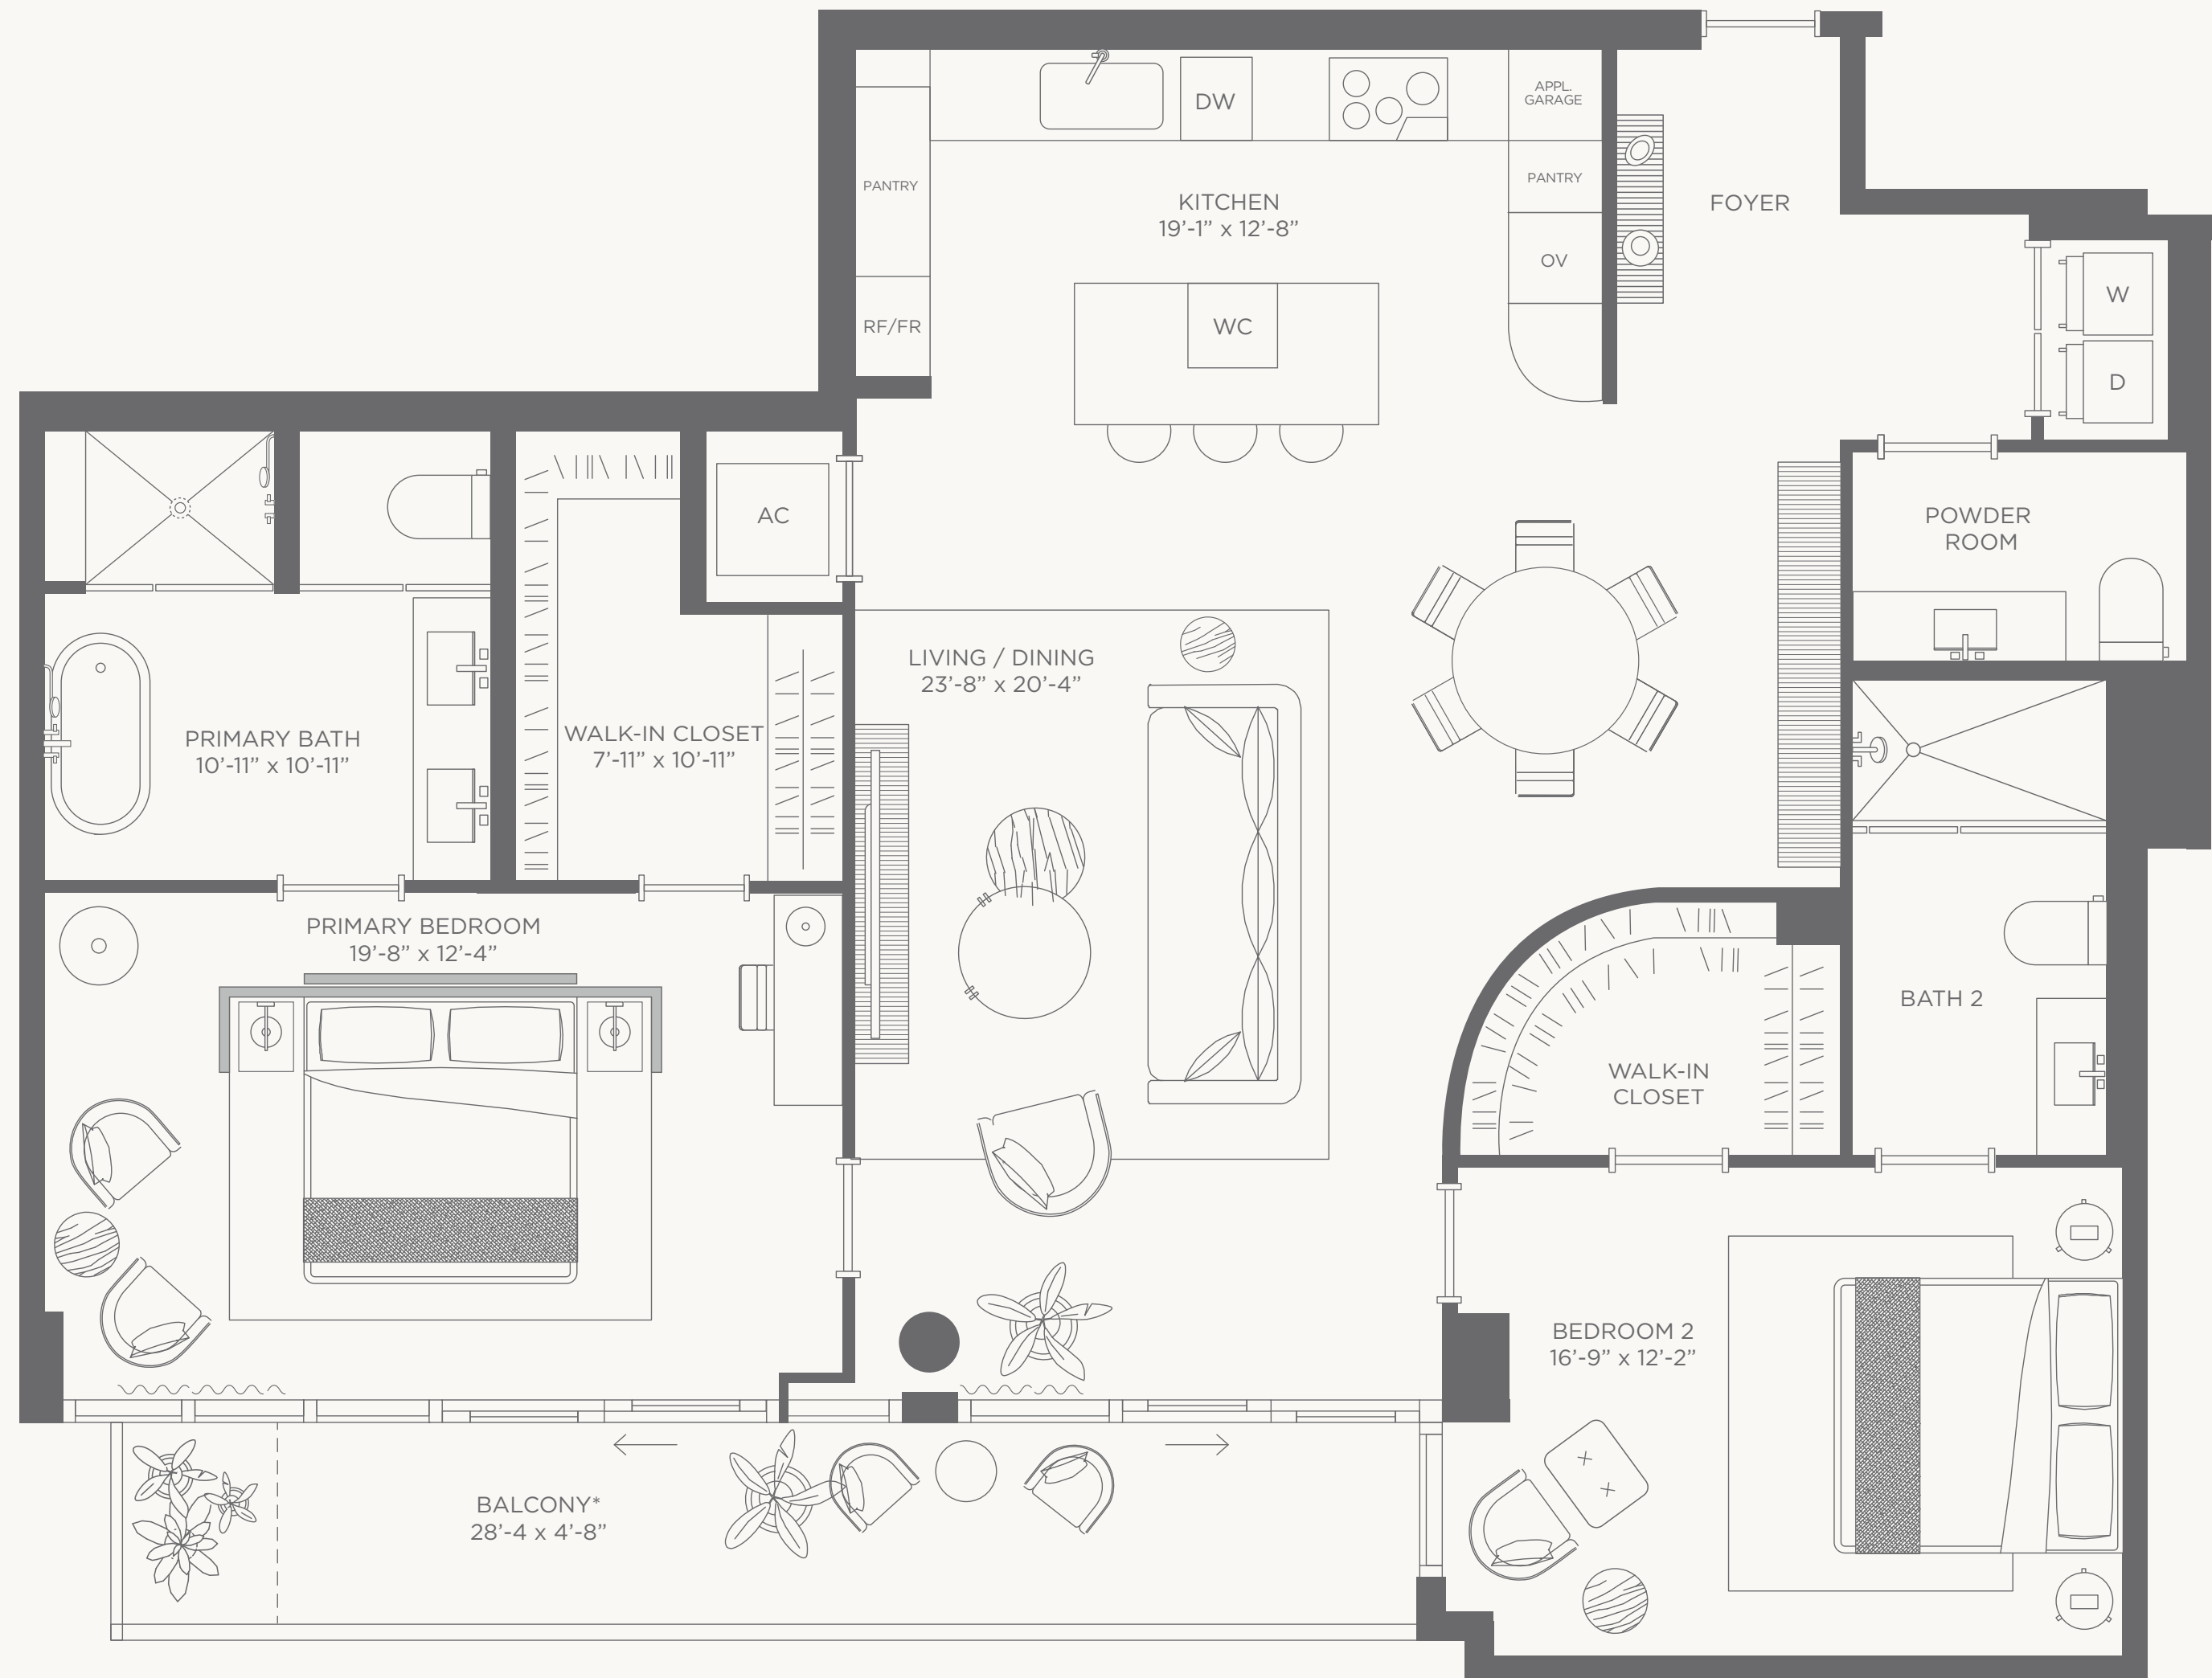 DW
APPL.
GARAGE
PANTRY
PANTRY
KITCHEN
19’-1” x 12’-8”
FOYER
OV
W
RF/FR
WC
D
AC
POWDER
ROOM
LIVING / DINING
23’-8” x 20’-4”
PRIMARY BATH
10’-11” x 10’-11”
WALK-IN CLOSET
7’-11” x 10’-11”
PRIMARY BEDROOM
19’-8” x 12’-4”
BATH 2
WALK-IN
CLOSET
BEDROOM 2
16’-9” x 12’-2”
BALCONY*
28’-4 x 4’-8”